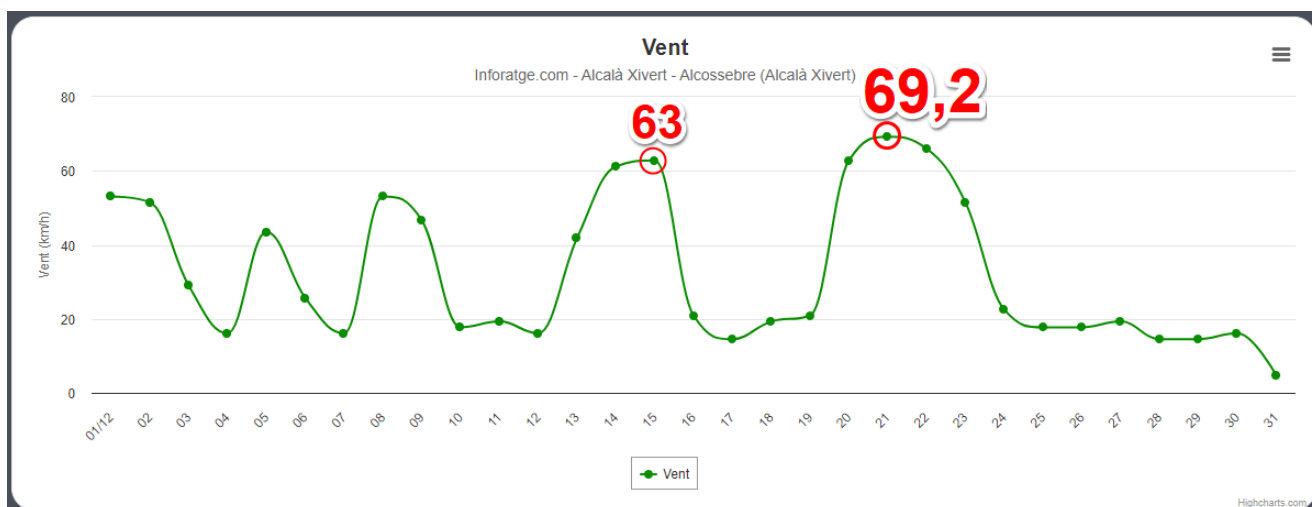 Vent
Inforatge.com - Alcalà Xivert - Alcossebre (Alcalà Xivert)
63
69,2
80
60
40
20
0
Vent (km/h)
01/12 02 03 04 05 06 07 08 09 10 11 12 13 14 15 16 17 18 19 20 21 22 23 24 25 26 27 28 29 30 31
Vent
Highcharts.com